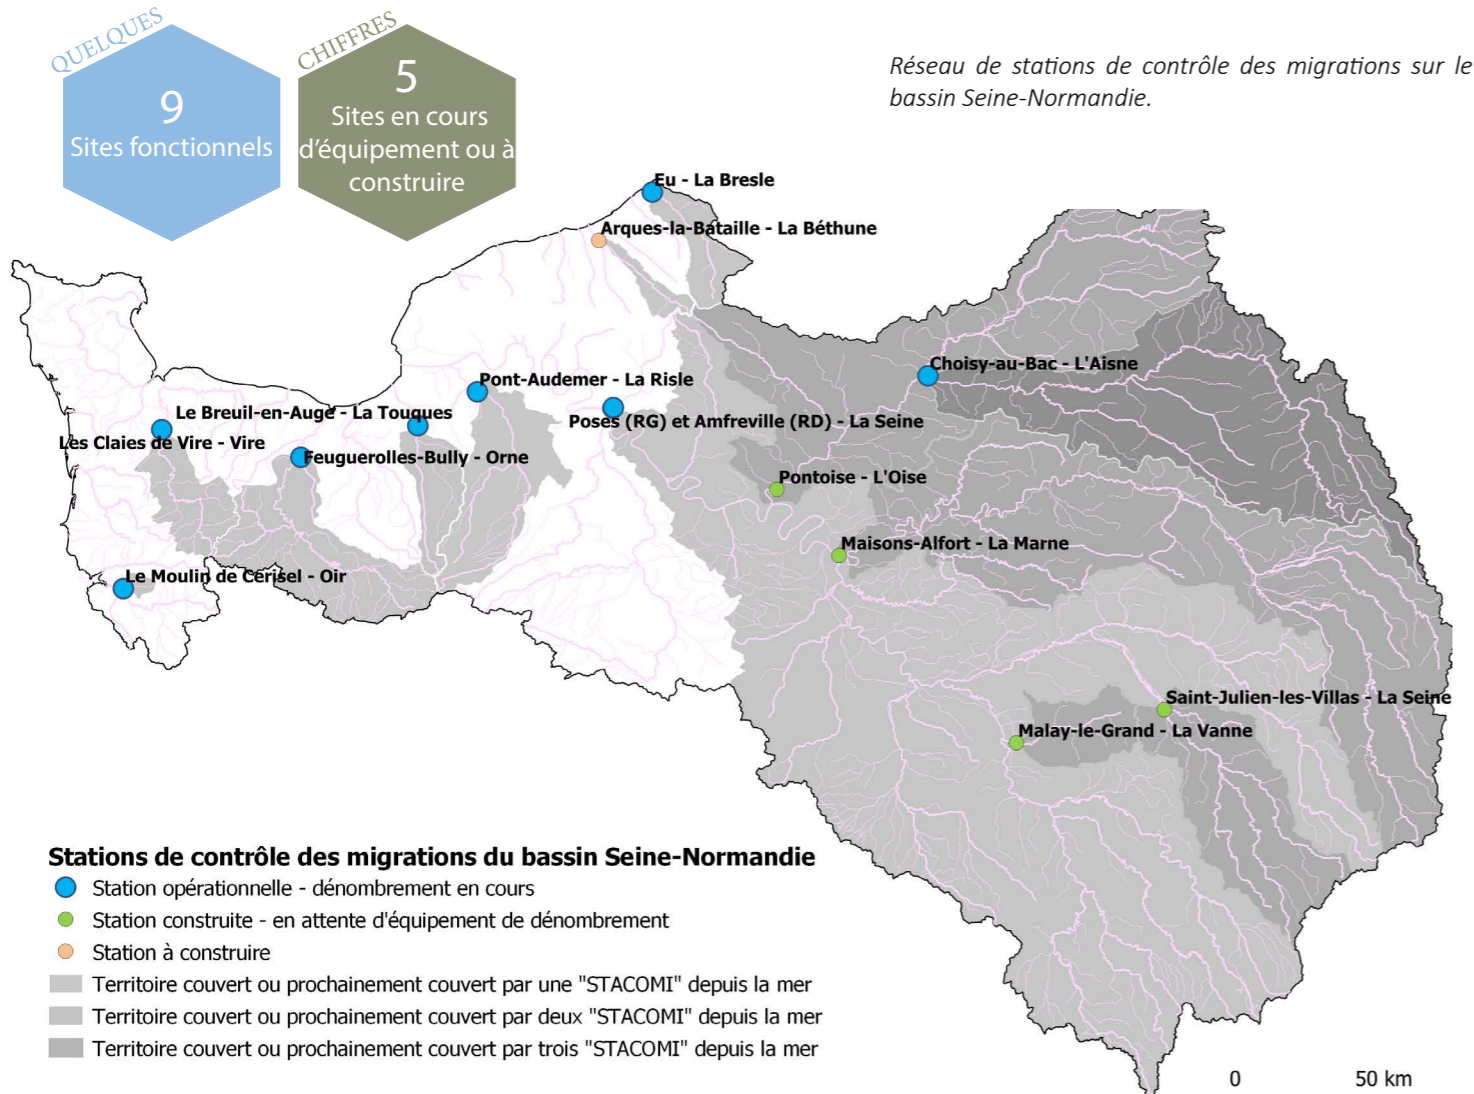 QUELQUES
CHIFFRES
9
Sites fonctionnels
5
Sites en cours
d'équipement ou à
construire
Réseau de stations de contrôle des migrations sur le
bassin Seine-Normandie.
Eu - La Bresle
Arques-la-Bataille - La Béthune
Choisy-au-Bac - L'Aisne
Pont-Audemer - La Risle
Le Breuil-en-Auge - La Touques
Poses (RG) et Amfreville (RD) - La Seine
Les Claies de Vire - Vire
Feuguerolles-Bully - Orne
Pontoise - L'Oise
Maisons-Alfort - La Marne
Le Moulin de Cerisel - Oir
Saint-Julien-les-Villas - La Seine
Malay-le-Grand - La Vanne
Stations de contrôle des migrations du bassin Seine-Normandie
Station opérationnelle - dénombrement en cours
Station construite - en attente d'équipement de dénombrement
Station à construire
Territoire couvert ou prochainement couvert par une "STACOMI" depuis la mer
Territoire couvert ou prochainement couvert par deux "STACOMI" depuis la mer
Territoire couvert ou prochainement couvert par trois "STACOMI" depuis la mer
0 50 km